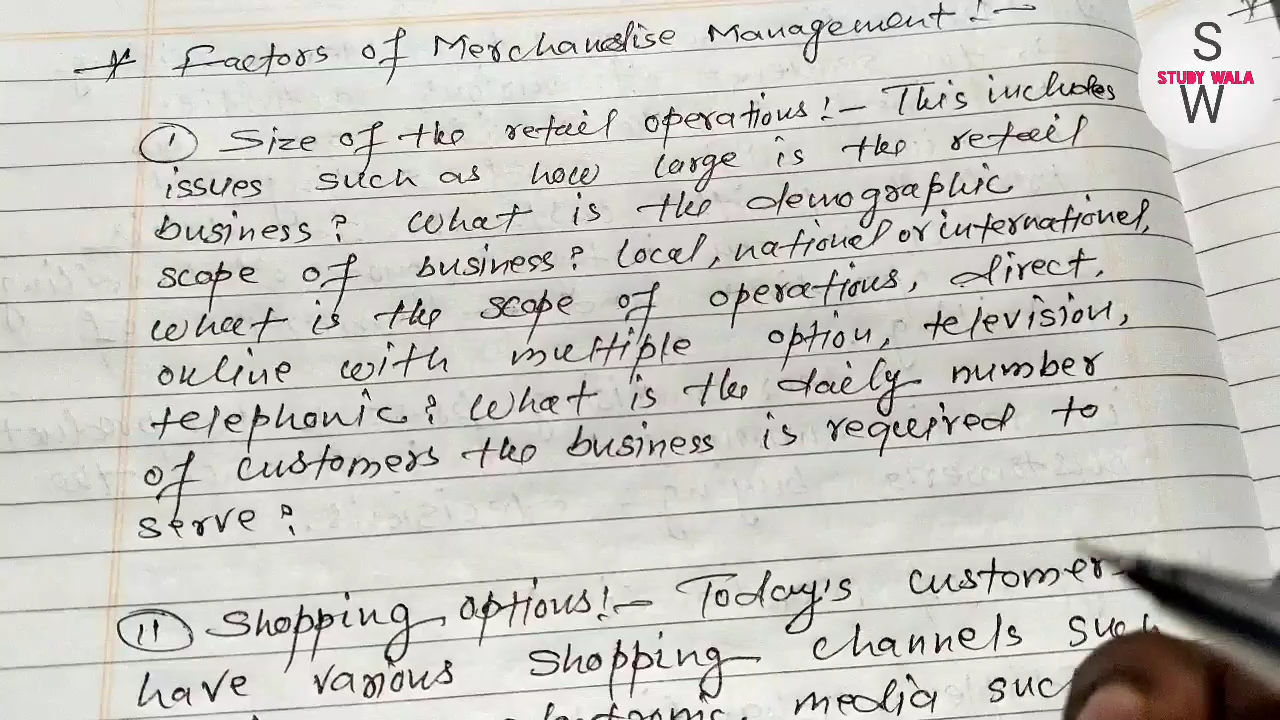 * Factors of Merchandise Management :-
(i) Size of the retail operations :- This includes
issues such as how large is the retail
business? What is the demographic
scope of business? Local, national or international,
what is the scope of operations, direct,
online with multiple option, television,
telephonic? What is the daily number
of customers the business is required to
serve?
(ii) Shopping options :- Today's customer
have various shopping channels such
media such
S
STUDY WALA
W